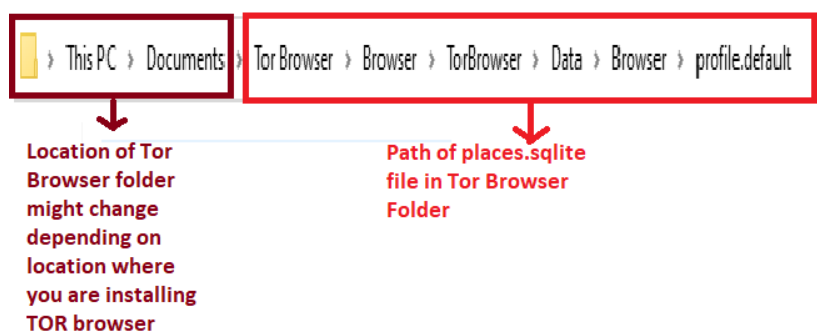 > This PC > Documents > Tor Browser > Browser > TorBrowser > Data > Browser > profile.default
Location of Tor
Browser folder
might change
depending on
location where
you are installing
TOR browser
Path of places.sqlite
file in Tor Browser
Folder